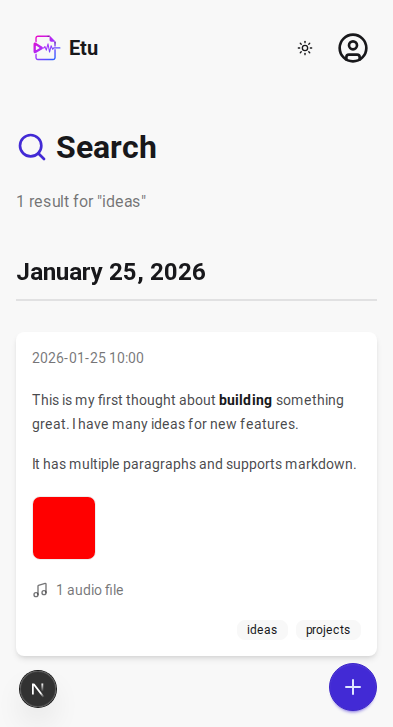 Etu
Search
1 result for "ideas"
January 25, 2026
2026-01-25 10:00
This is my first thought about building something
great. I have many ideas for new features.
It has multiple paragraphs and supports markdown.
1 audio file
ideas projects
N